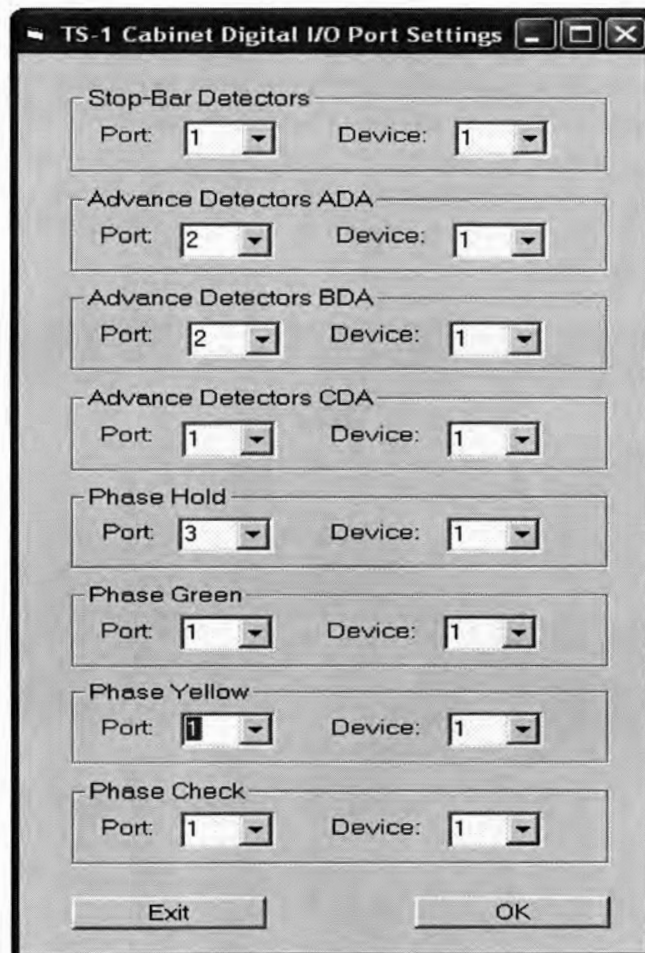 TS-1 Cabinet Digital I/O Port Settings
Stop-Bar Detectors
Port: 1 Device: 1
Advance Detectors ADA
Port: 2 Device: 1
Advance Detectors BDA
Port: 2 Device: 1
Advance Detectors CDA
Port: 1 Device: 1
Phase Hold
Port: 3 Device: 1
Phase Green
Port: 1 Device: 1
Phase Yellow
Port: 1 Device: 1
Phase Check
Port: 1 Device: 1
Exit OK